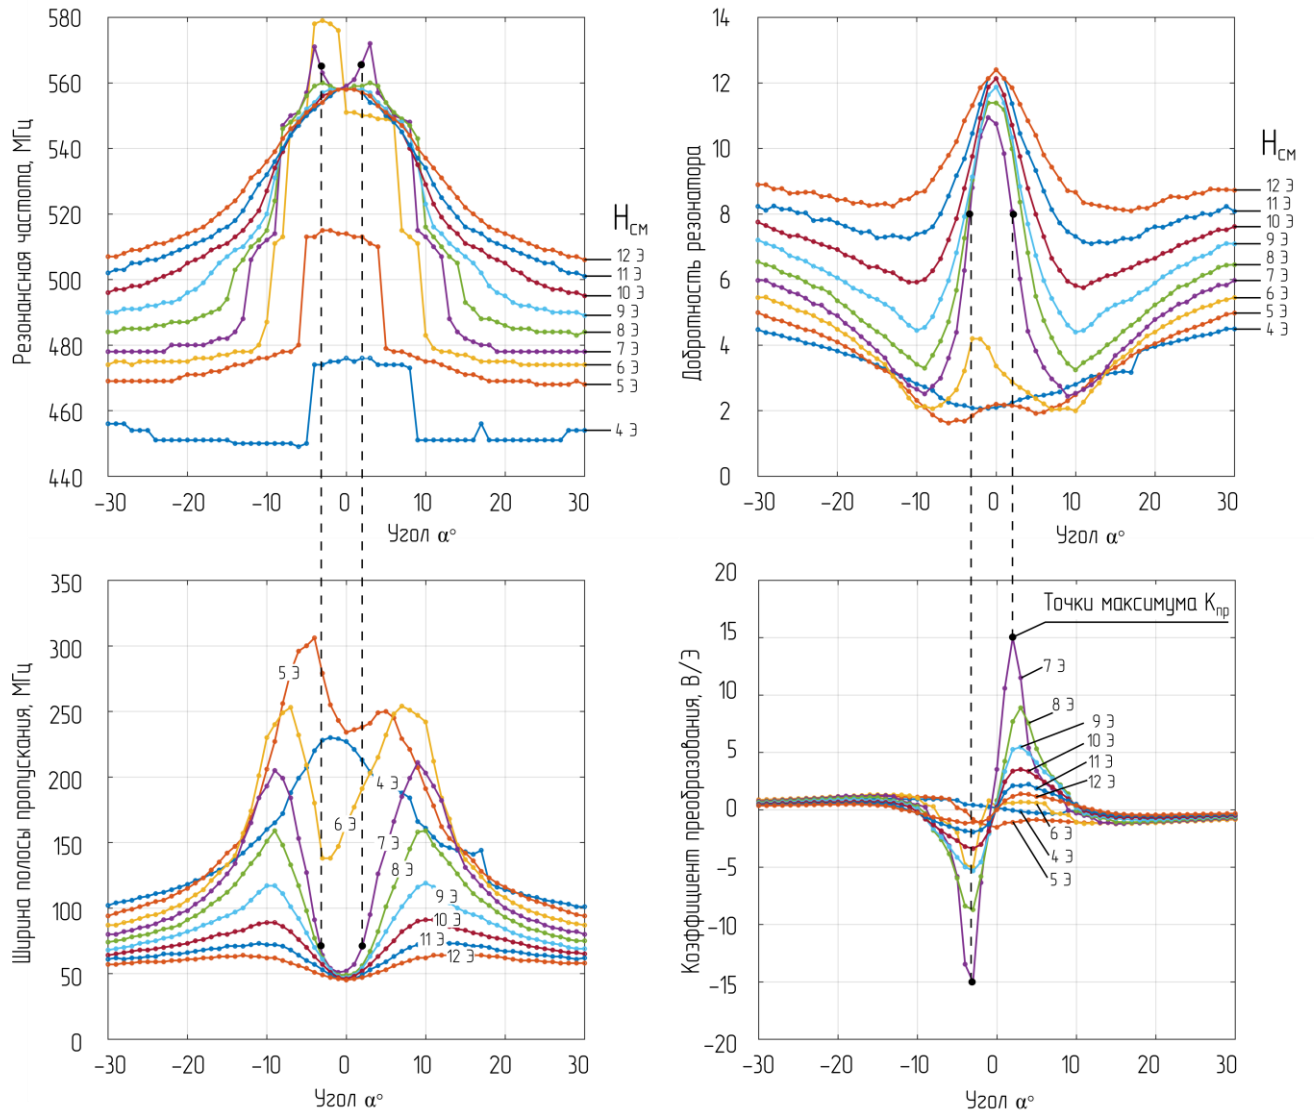 Резонансная частота, МГц
580
560
540
520
500
480
460
440
−30
−20
−10
0
10
20
30
Угол α°
Hсм
12 Э
11 Э
10 Э
9 Э
8 Э
7 Э
6 Э
5 Э
4 Э
Добротность резонатора
14
12
10
8
6
4
2
0
−30
−20
−10
0
10
20
30
Угол α°
Hсм
12 Э
11 Э
10 Э
9 Э
8 Э
7 Э
6 Э
5 Э
4 Э
Ширина полосы пропускания, МГц
350
300
250
200
150
100
50
0
−30
−20
−10
0
10
20
30
Угол α°
5 Э
4 Э
6 Э
7 Э
8 Э
9 Э
10 Э
11 Э
12 Э
Коэффициент преобразования, В/Э
20
15
10
5
0
−5
−10
−15
−20
−30
−20
−10
0
10
20
30
Угол α°
Точки максимума Kпр
7 Э
8 Э
9 Э
10 Э
11 Э
12 Э
6 Э
4 Э
5 Э